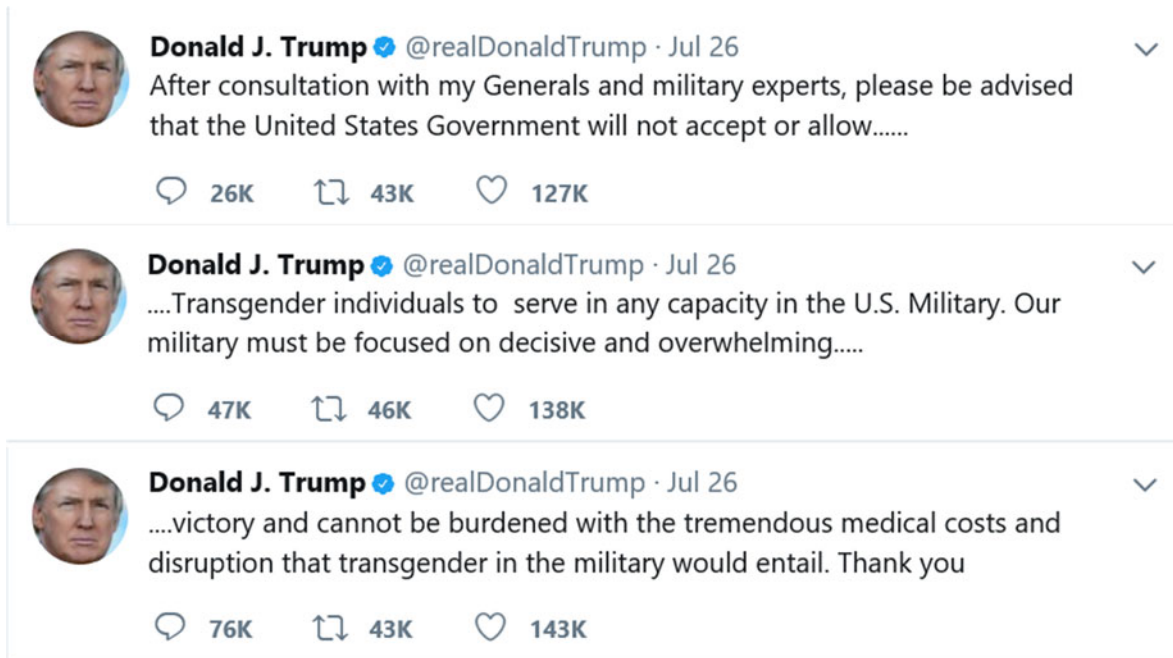 Donald J. Trump @realDonaldTrump · Jul 26
After consultation with my Generals and military experts, please be advised
that the United States Government will not accept or allow......
26K 43K 127K
Donald J. Trump @realDonaldTrump · Jul 26
....Transgender individuals to  serve in any capacity in the U.S. Military. Our
military must be focused on decisive and overwhelming.....
47K 46K 138K
Donald J. Trump @realDonaldTrump · Jul 26
....victory and cannot be burdened with the tremendous medical costs and
disruption that transgender in the military would entail. Thank you
76K 43K 143K